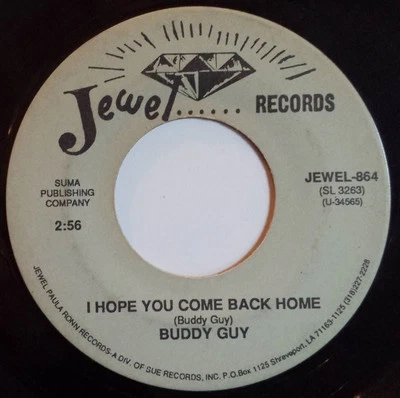 Jewel...... RECORDS
SUMA
PUBLISHING
COMPANY
2:56
JEWEL-864
(SL 3263)
(U-34565)
I HOPE YOU COME BACK HOME
(Buddy Guy)
BUDDY GUY
JEWEL PAULA RONN RECORDS-A DIV. OF SUE RECORDS, INC. P.O.Box 1125 Shreveport, LA 71163-1125 (318)227-2228